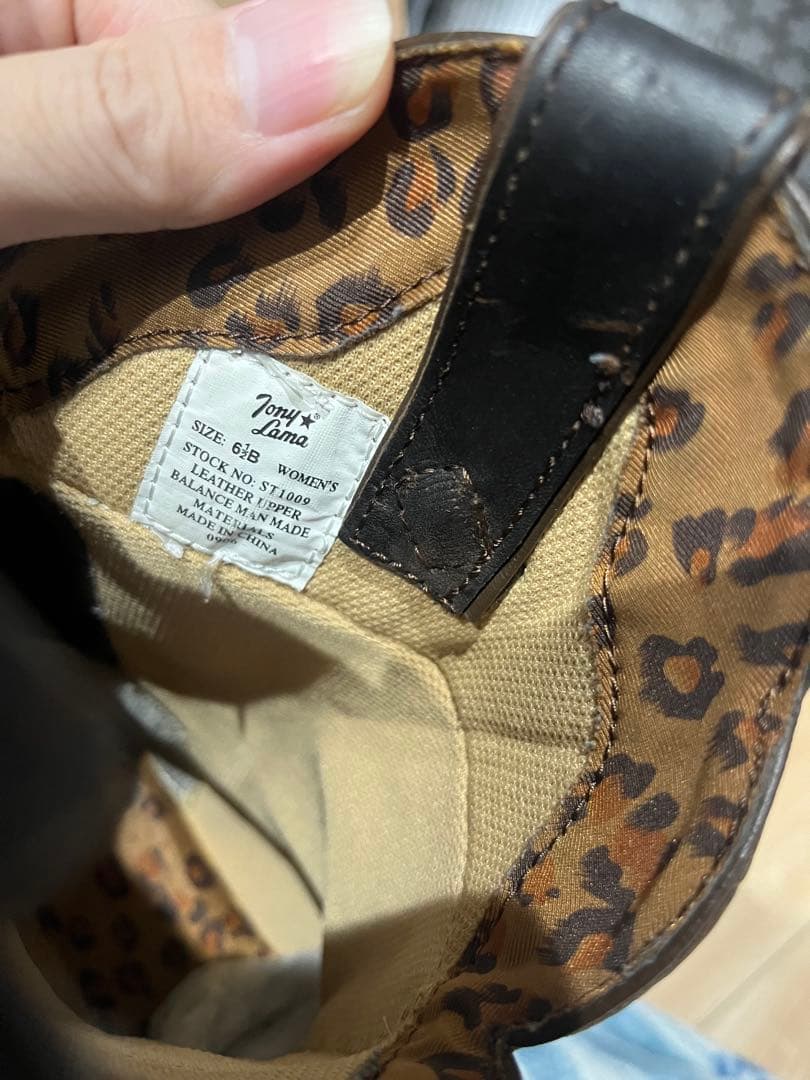 Tony★®
Lama
SIZE: 6½B WOMEN'S
STOCK NO: ST1009
LEATHER UPPER
BALANCE MAN MADE
MATERIALS
MADE IN CHINA